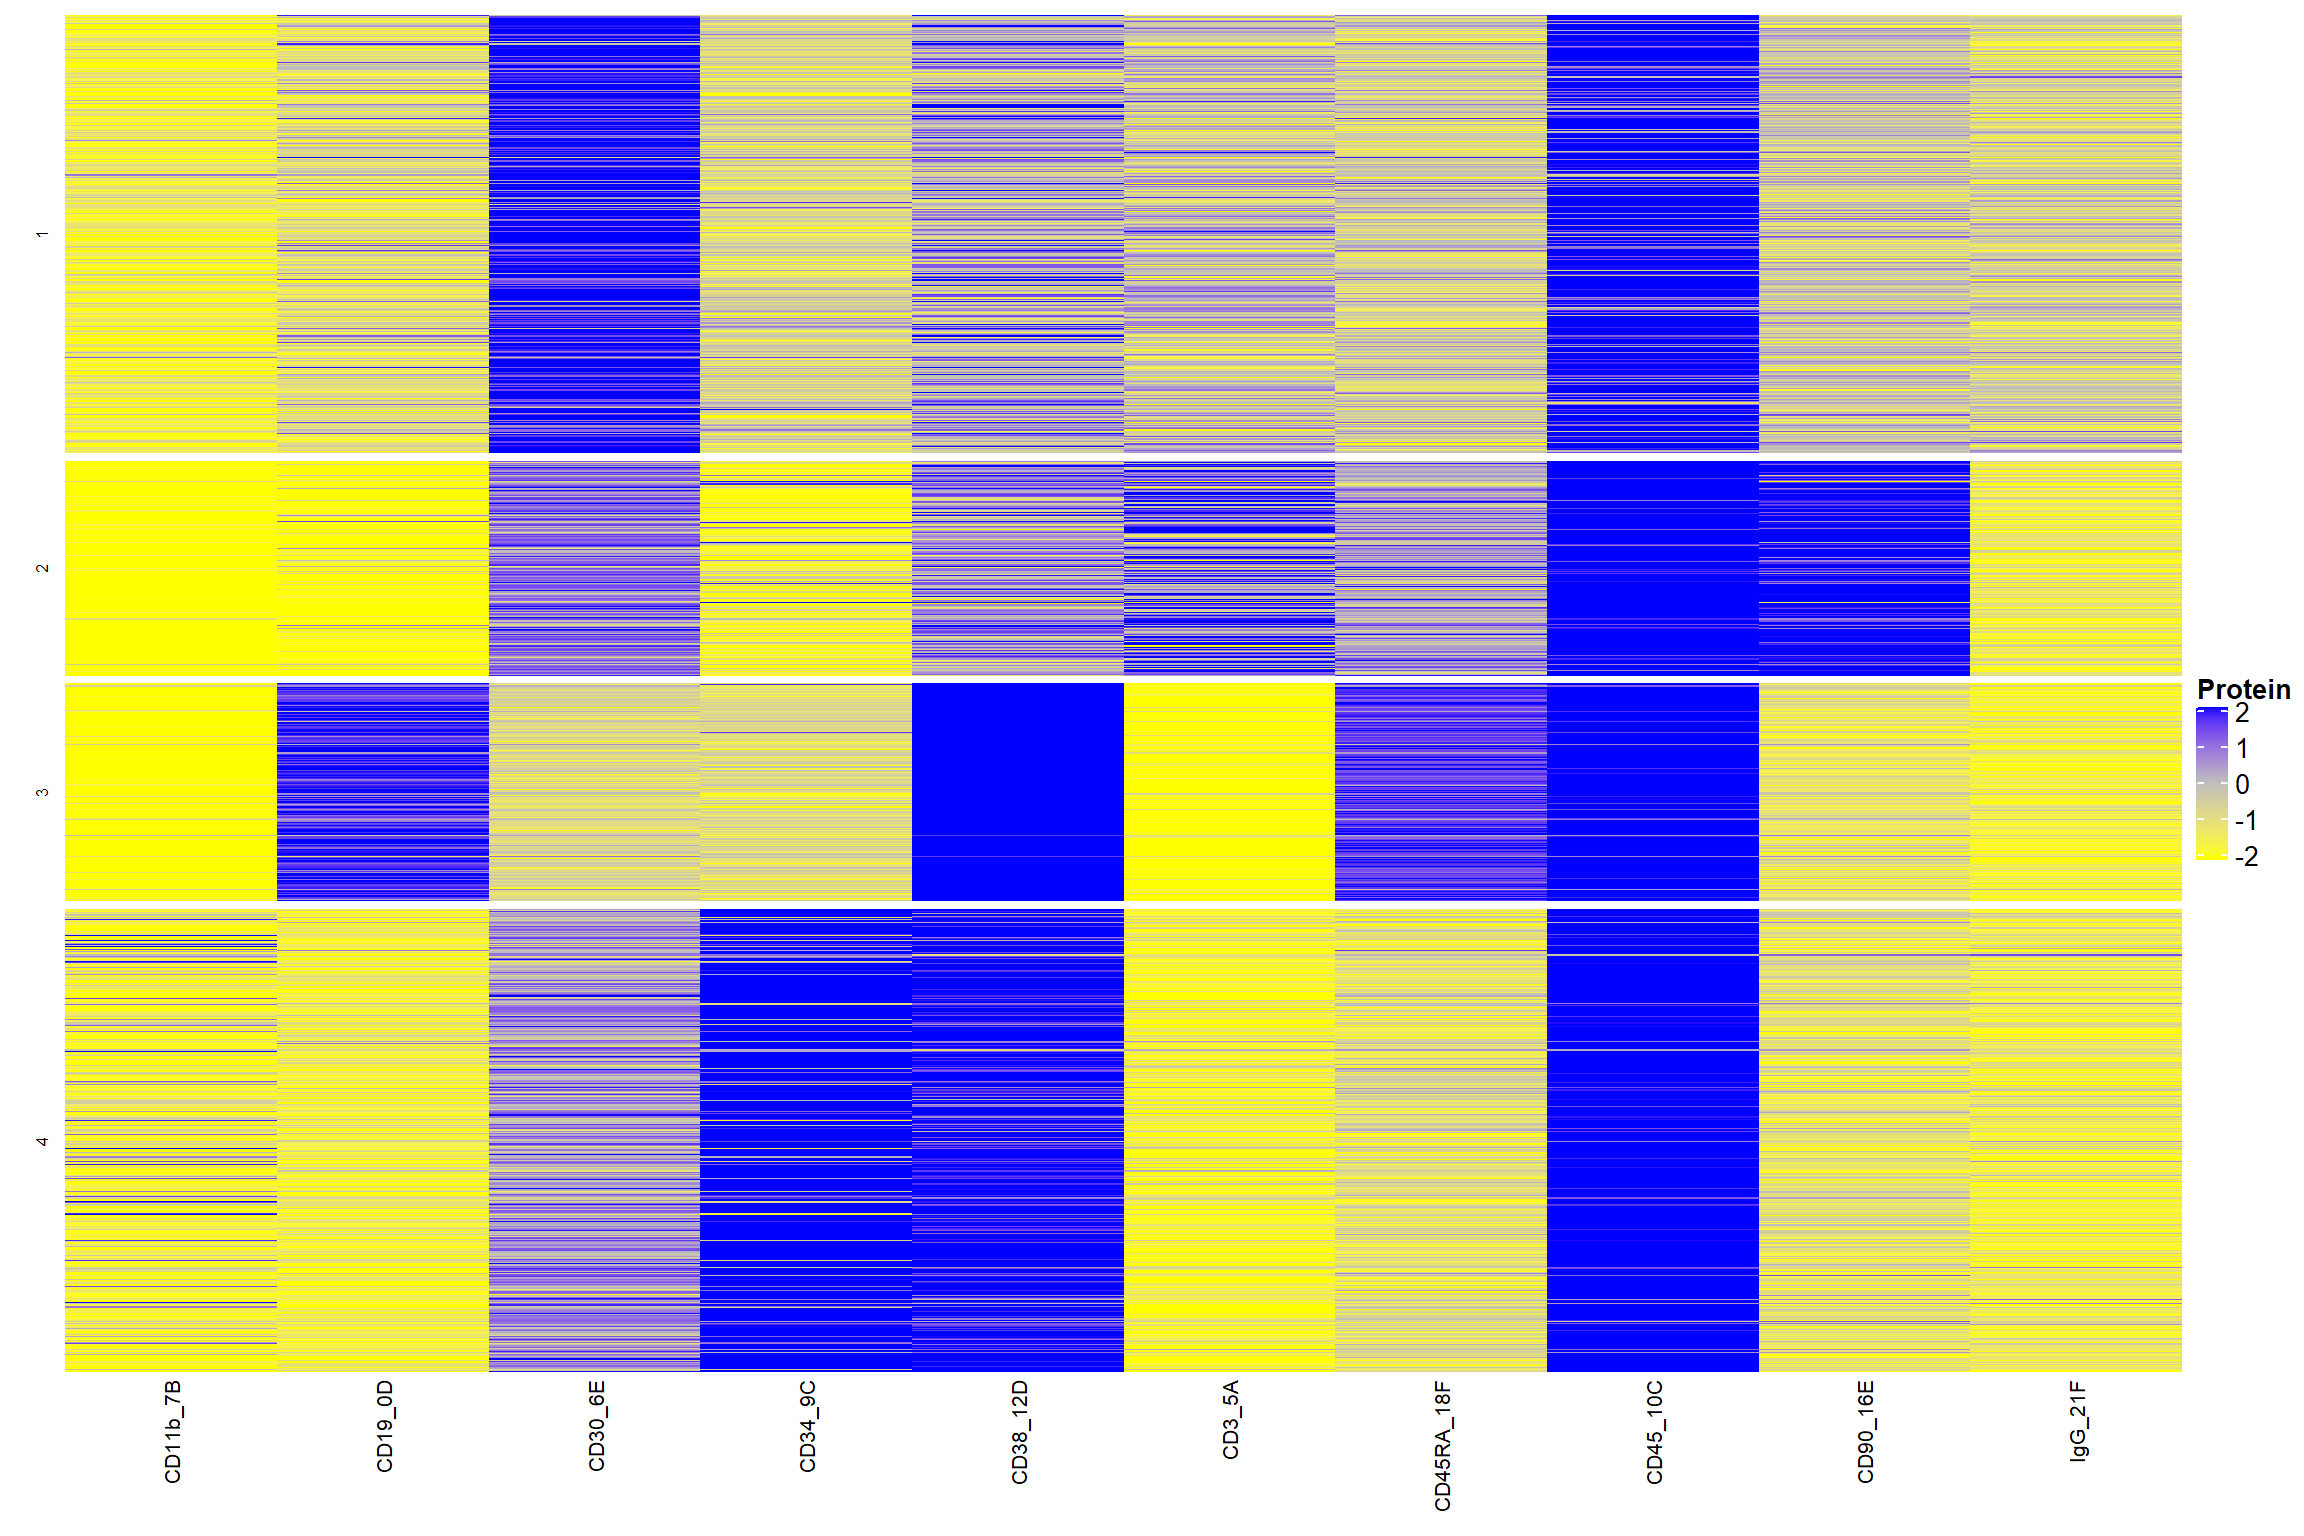 1
2
3
4
Protein
2
1
0
-1
-2
CD11b_7B
CD19_0D
CD30_6E
CD34_9C
CD38_12D
CD3_5A
CD45RA_18F
CD45_10C
CD90_16E
IgG_21F